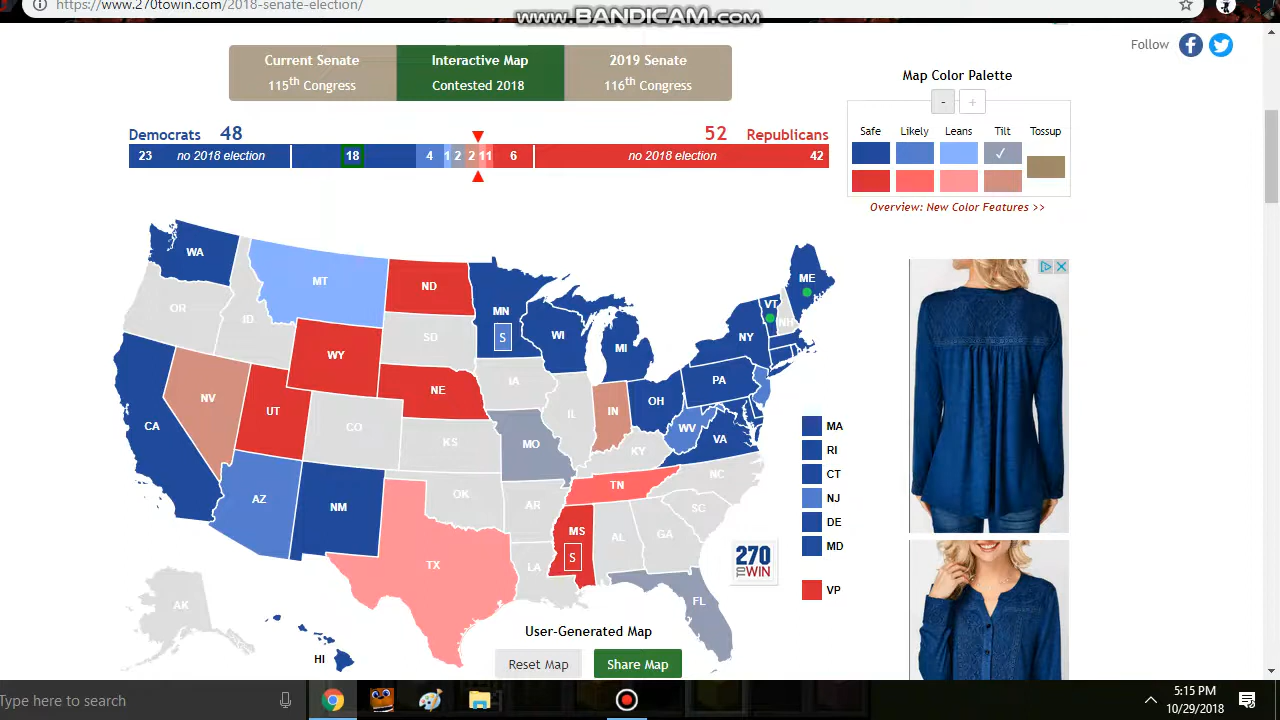 https://www.270towin.com/2018-senate-election/
www.BANDICAM.com
Current Senate
115th Congress
Interactive Map
Contested 2018
2019 Senate
116th Congress
Follow
Map Color Palette
- +
Safe Likely Leans Tilt Tossup
Overview: New Color Features >>
Democrats 48
52 Republicans
23 no 2018 election 18 4 1 2 2 1 1 6 no 2018 election 42
WA
MT
ND
MN
S
ME
VT
NH
OR
ID
WY
SD
WI
MI
NY
NV
UT
NE
IA
IL
IN
OH
PA
CA
CO
KS
MO
KY
WV
VA
AZ
NM
OK
AR
TN
NC
SC
MS
S
AL
GA
TX
LA
FL
AK
HI
MA
RI
CT
NJ
DE
MD
VP
270
TO WIN
User-Generated Map
Reset Map
Share Map
Type here to search
5:15 PM
10/29/2018